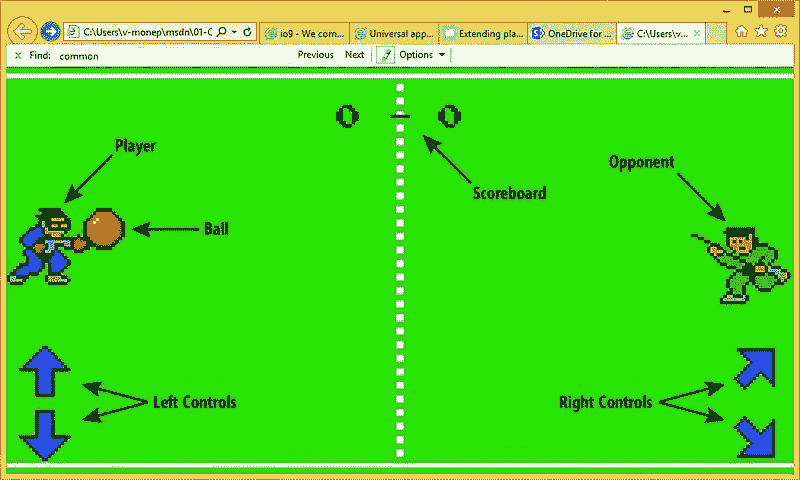 C:\Users\v-monep\msdn\01-C
io9 - We com...
Universal app...
Extending pla...
OneDrive for ...
C:\Users\v...
x Find: common
Previous Next Options
0 – 0
Player
Opponent
Scoreboard
Ball
Left Controls
Right Controls